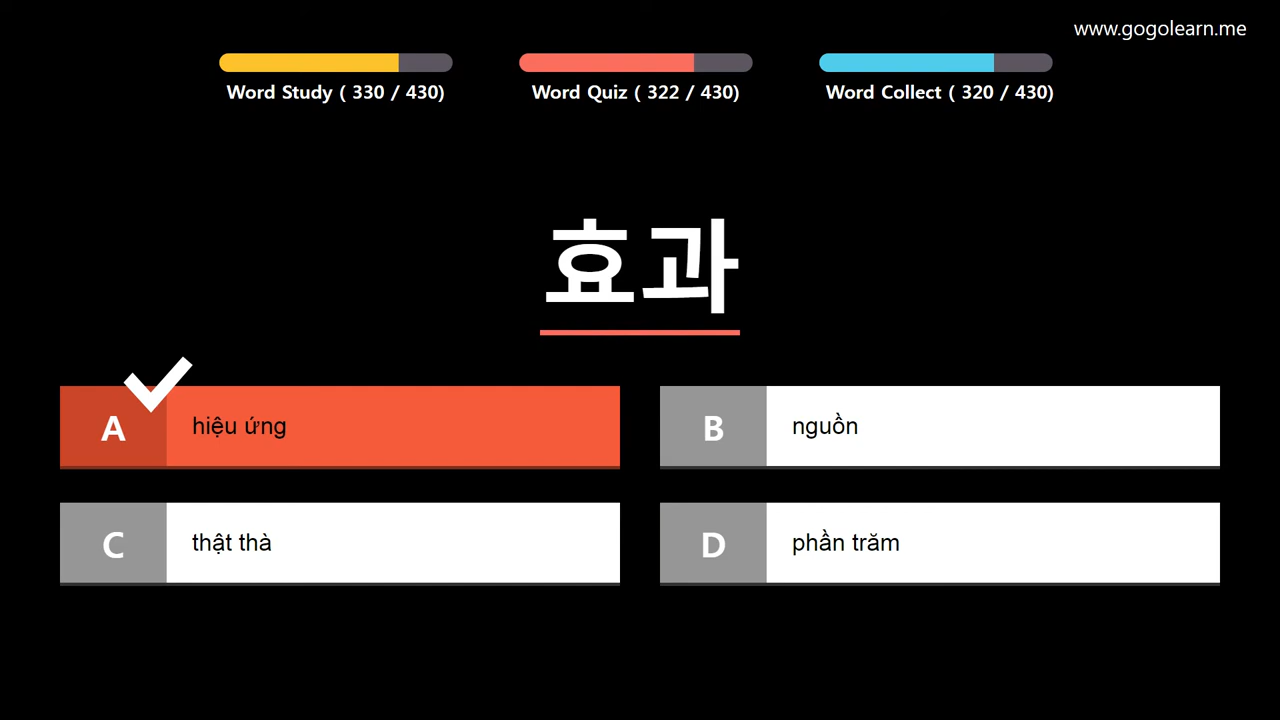 www.gogolearn.me
Word Study ( 330 / 430)
Word Quiz ( 322 / 430)
Word Collect ( 320 / 430)
효과
A
hiệu ứng
B
nguồn
C
thật thà
D
phần trăm